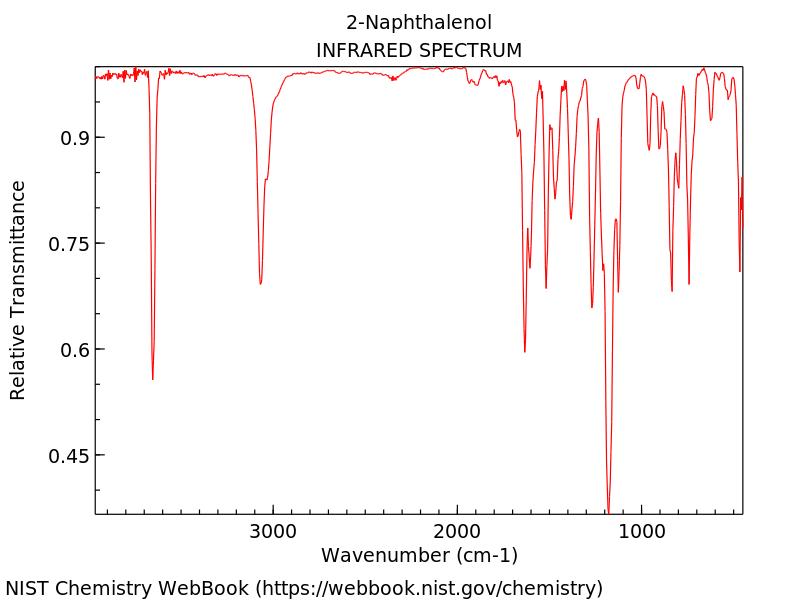 2-Naphthalenol
INFRARED SPECTRUM
Relative Transmittance
0.9
0.75
0.6
0.45
3000 2000 1000
Wavenumber (cm-1)
NIST Chemistry WebBook (https://webbook.nist.gov/chemistry)